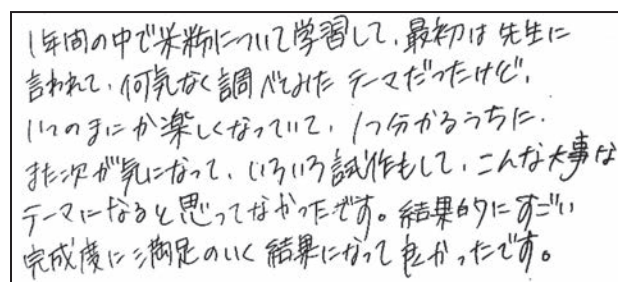 1年間の中で米粉について学習して、最初は先生に
言われて、何気なく調べてみたテーマだったけど、
いつのまにか楽しくなっていて、1つ分かるうちに、
また次が気になって、いろいろ試作もして、こんな大事な
テーマになると思ってなかったです。結果的にすごい
完成度に満足のいく結果になって良かったです。